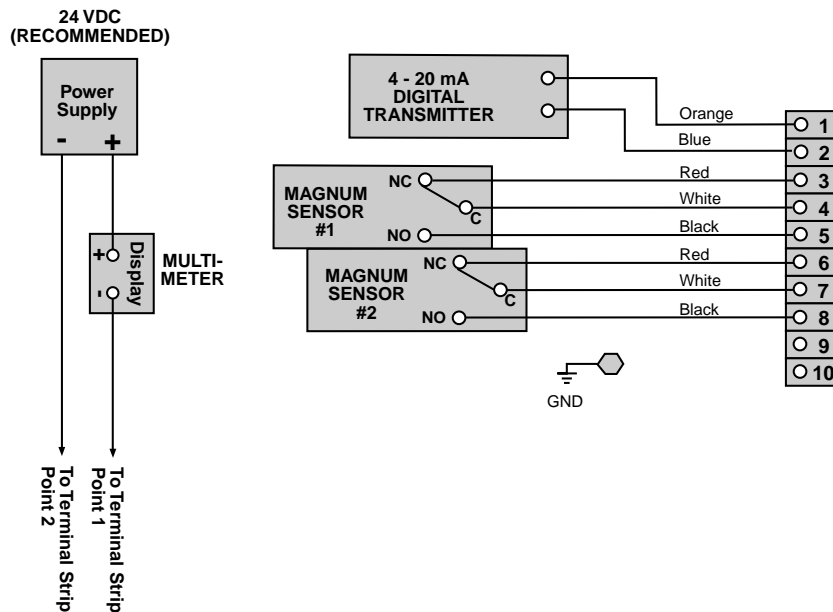 24 VDC
(RECOMMENDED)
Power
Supply
- +
+
-
Display
MULTI-
METER
To Terminal Strip
Point 2
To Terminal Strip
Point 1
4 - 20 mA
DIGITAL
TRANSMITTER
Orange
Blue
MAGNUM
SENSOR
#1
NC
C
NO
Red
White
Black
MAGNUM
SENSOR
#2
NC
C
NO
Red
White
Black
1
2
3
4
5
6
7
8
9
10
GND